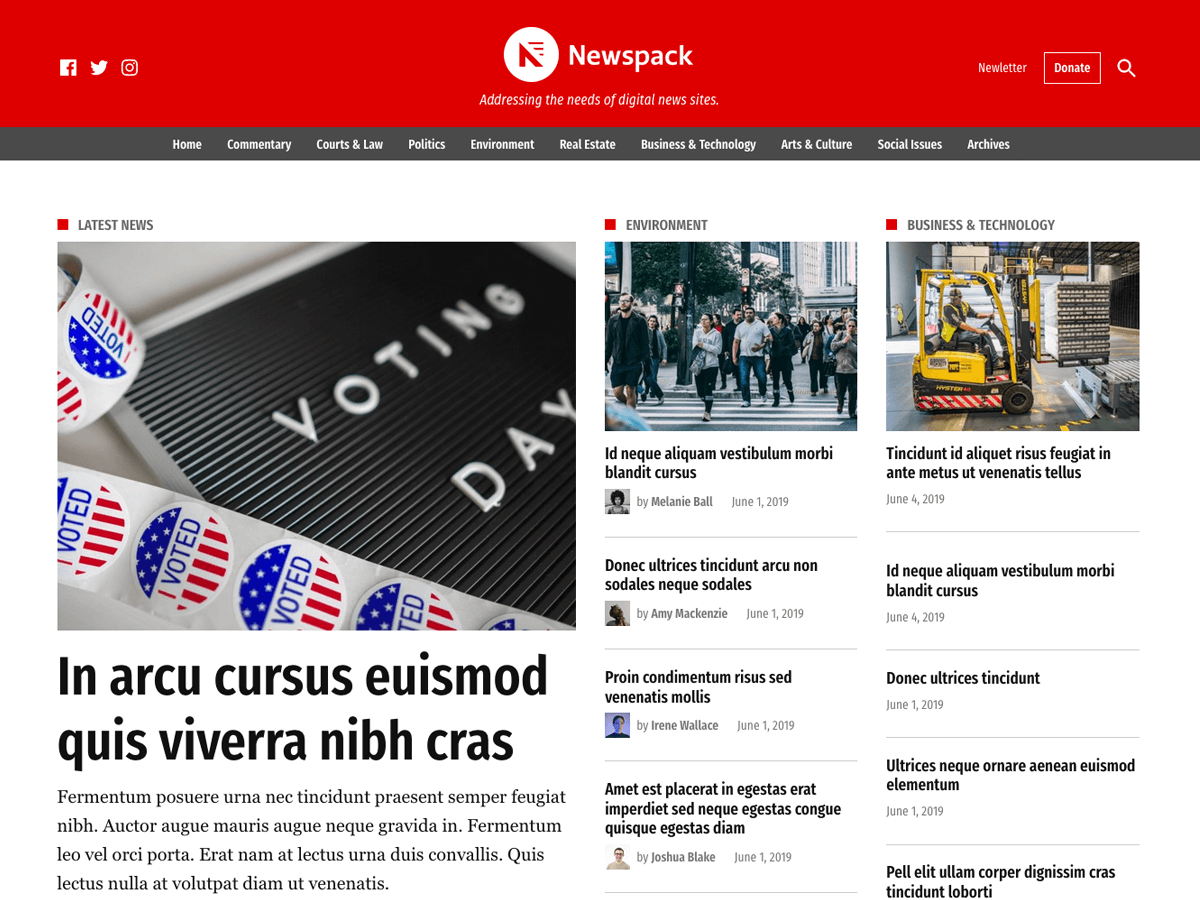 Newspack
Addressing the needs of digital news sites.
Newletter
Donate
Home
Commentary
Courts & Law
Politics
Environment
Real Estate
Business & Technology
Arts & Culture
Social Issues
Archives
LATEST NEWS
VOTED
VOTING
DAY
VOTED
I VOTED
VOTED
VOTED
In arcu cursus euismod
quis viverra nibh cras
Fermentum posuere urna nec tincidunt praesent semper feugiat
nibh. Auctor augue mauris augue neque gravida in. Fermentum
leo vel orci porta. Erat nam at lectus urna duis convallis. Quis
lectus nulla at volutpat diam ut venenatis.
ENVIRONMENT
Id neque aliquam vestibulum morbi
blandit cursus
by Melanie Ball June 1, 2019
Donec ultrices tincidunt arcu non
sodales neque sodales
by Amy Mackenzie June 1, 2019
Proin condimentum risus sed
venenatis mollis
by Irene Wallace June 1, 2019
Amet est placerat in egestas erat
imperdiet sed neque egestas congue
quisque egestas diam
by Joshua Blake June 1, 2019
BUSINESS & TECHNOLOGY
HYSTER
HYSTER
Tincidunt id aliquet risus feugiat in
ante metus ut venenatis tellus
June 4, 2019
Id neque aliquam vestibulum morbi
blandit cursus
June 4, 2019
Donec ultrices tincidunt
June 1, 2019
Ultrices neque ornare aenean euismod
elementum
June 1, 2019
Pell elit ullam corper dignissim cras
tincidunt loborti